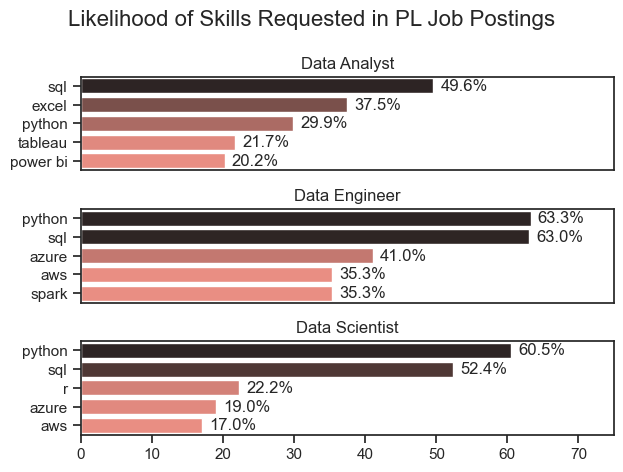 Likelihood of Skills Requested in PL Job Postings
Data Analyst
sql 49.6%
excel 37.5%
python 29.9%
tableau 21.7%
power bi 20.2%
Data Engineer
python 63.3%
sql 63.0%
azure 41.0%
aws 35.3%
spark 35.3%
Data Scientist
python 60.5%
sql 52.4%
r 22.2%
azure 19.0%
aws 17.0%
0 10 20 30 40 50 60 70